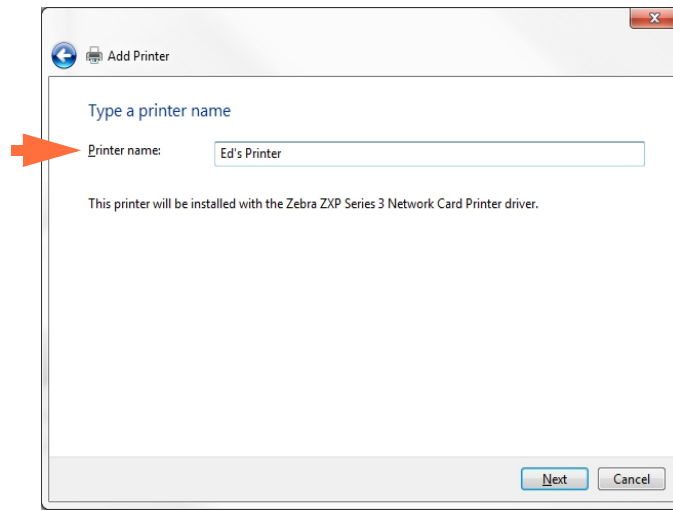 Add Printer
Type a printer name
Printer name: Ed's Printer
This printer will be installed with the Zebra ZXP Series 3 Network Card Printer driver.
Next Cancel